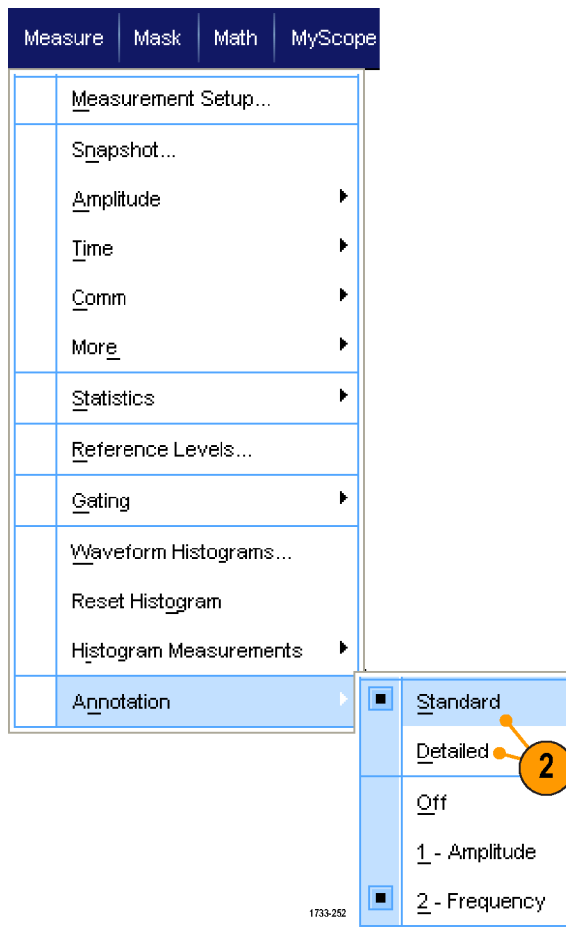 Measure Mask Math MyScope
Measurement Setup...
Snapshot...
Amplitude
Time
Comm
More
Statistics
Reference Levels...
Gating
Waveform Histograms...
Reset Histogram
Histogram Measurements
Annotation
Standard
Detailed
2
Off
1 - Amplitude
2 - Frequency
1733-252